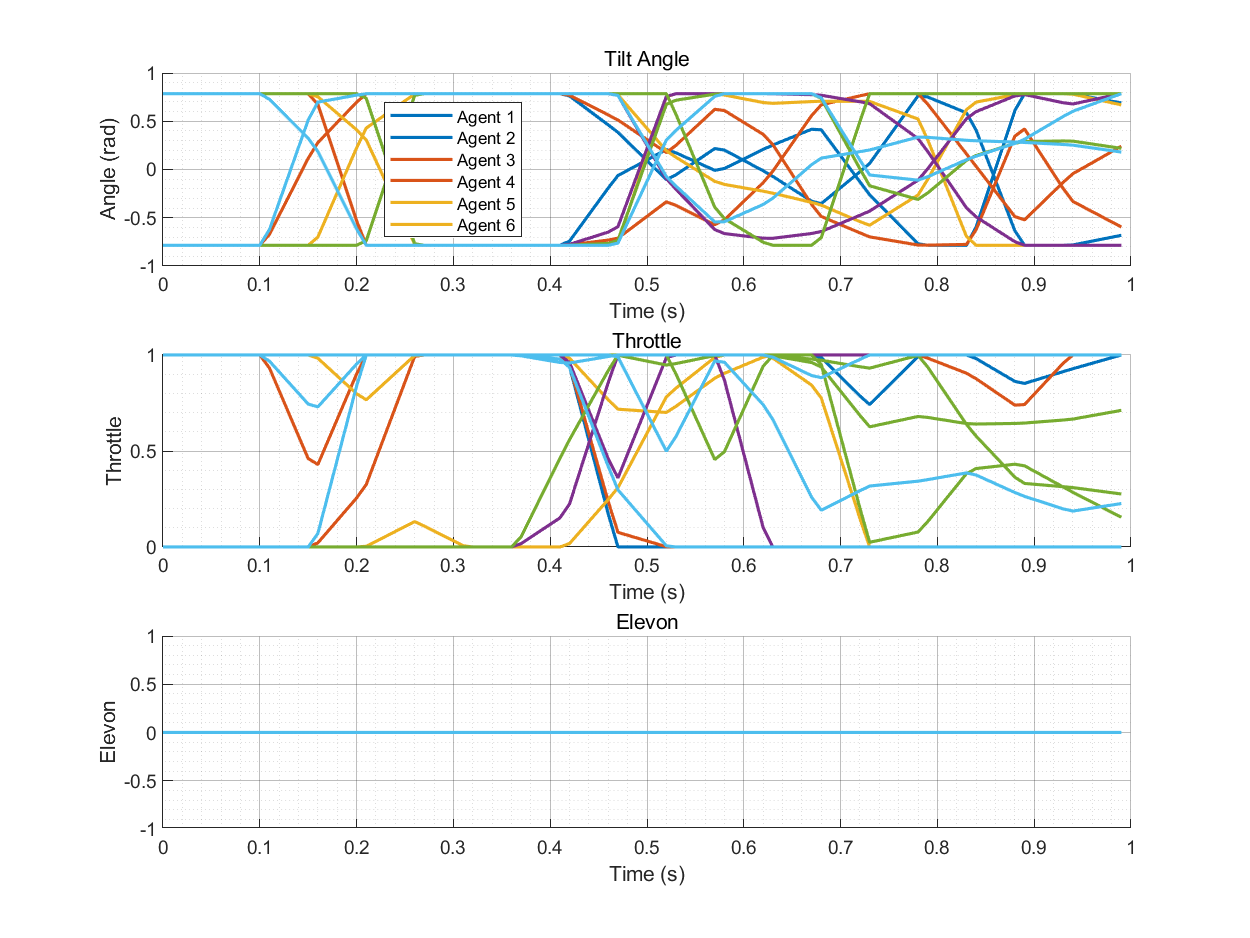 Tilt Angle
1
0.5
0
-0.5
-1
Angle (rad)
Agent 1
Agent 2
Agent 3
Agent 4
Agent 5
Agent 6
0 0.1 0.2 0.3 0.4 0.5 0.6 0.7 0.8 0.9 1
Time (s)
Throttle
1
0.5
0
Throttle
0 0.1 0.2 0.3 0.4 0.5 0.6 0.7 0.8 0.9 1
Time (s)
Elevon
1
0.5
0
-0.5
-1
Elevon
0 0.1 0.2 0.3 0.4 0.5 0.6 0.7 0.8 0.9 1
Time (s)